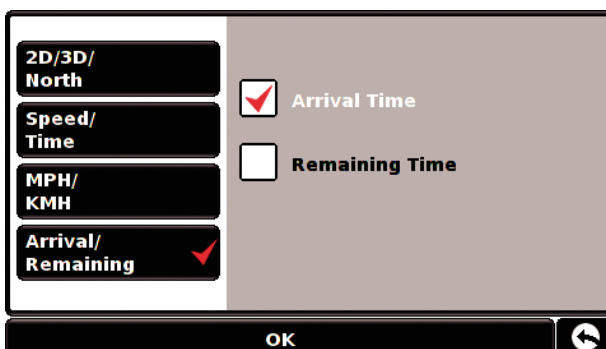 2D/3D/
North
Speed/
Time
MPH/
KMH
Arrival/
Remaining
Arrival Time
Remaining Time
OK